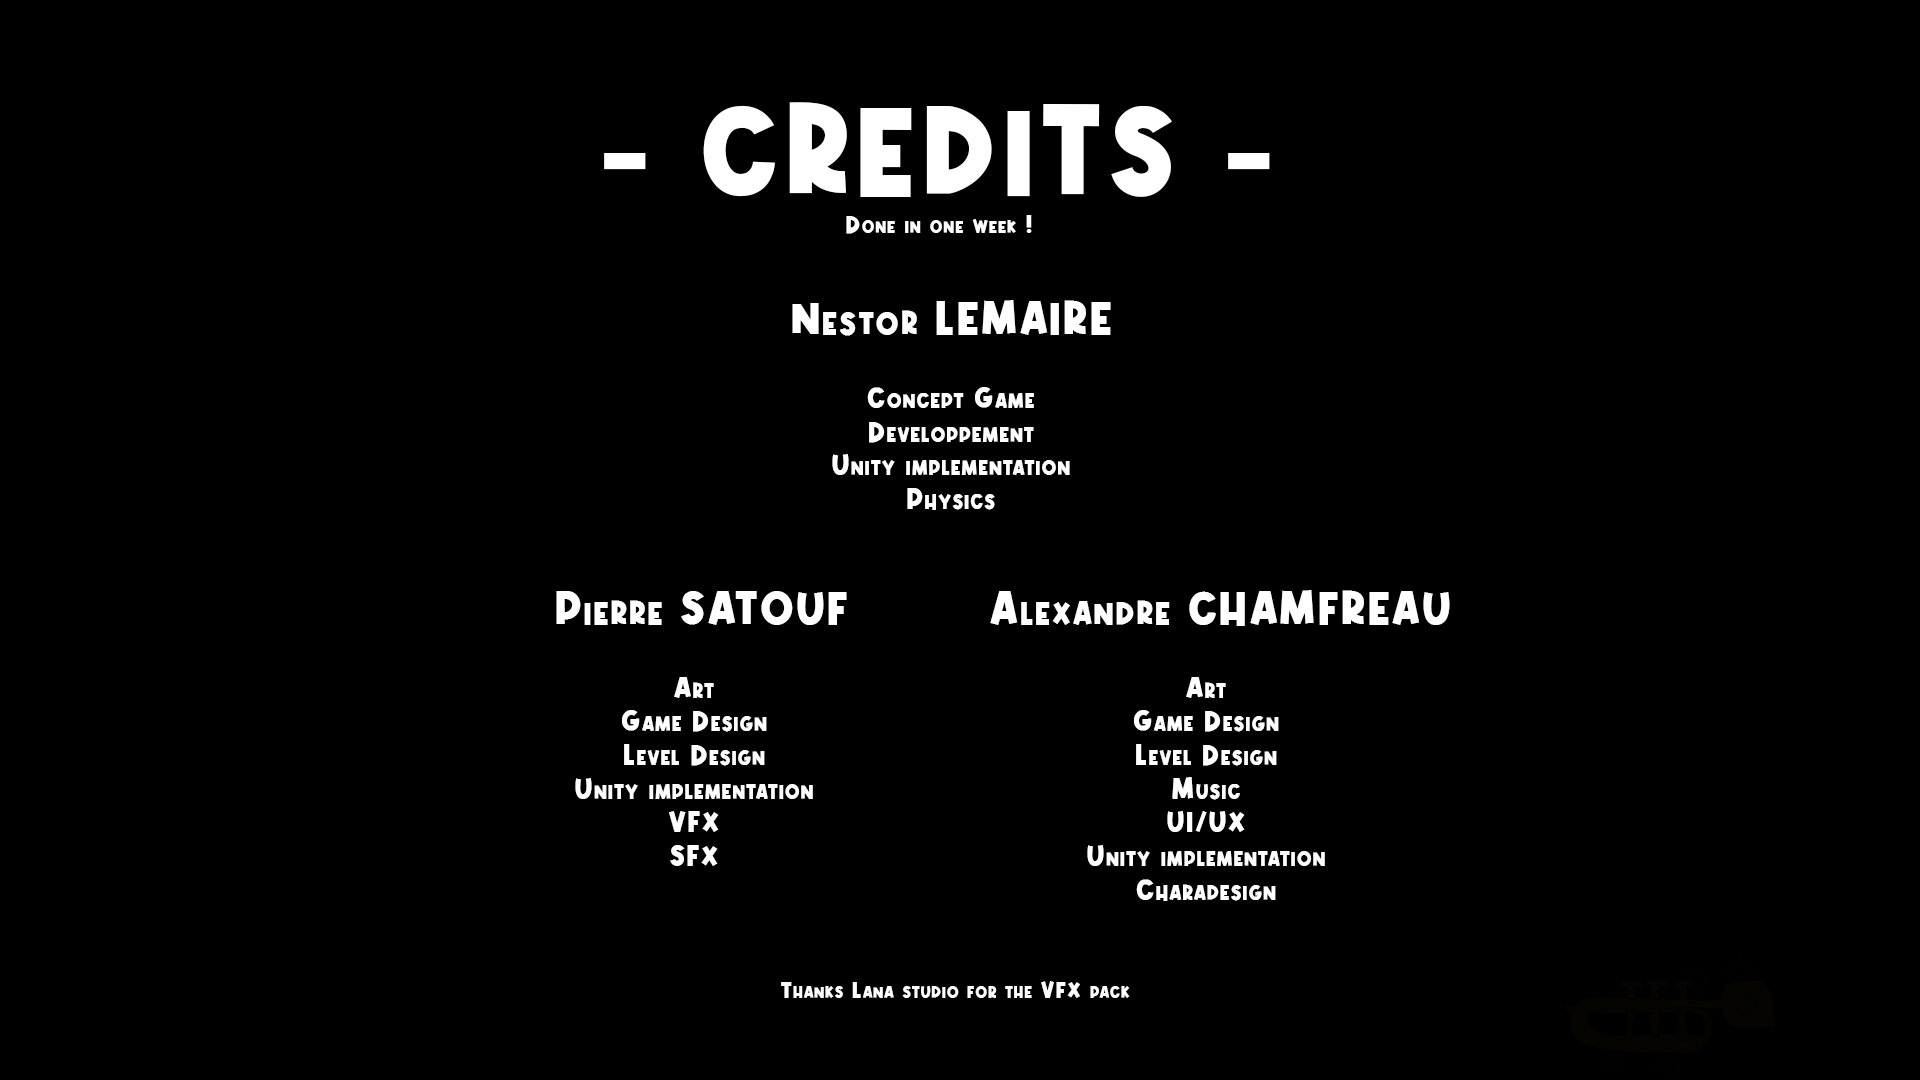 - CREDITS -
Done in one week !
Nestor LEMAIRE
Concept Game
Developpement
Unity implementation
Physics
Pierre SATOUF
Art
Game Design
Level Design
Unity implementation
VFX
SFX
Alexandre CHAMFREAU
Art
Game Design
Level Design
Music
UI/UX
Unity implementation
Charadesign
Thanks Lana studio for the VFX pack